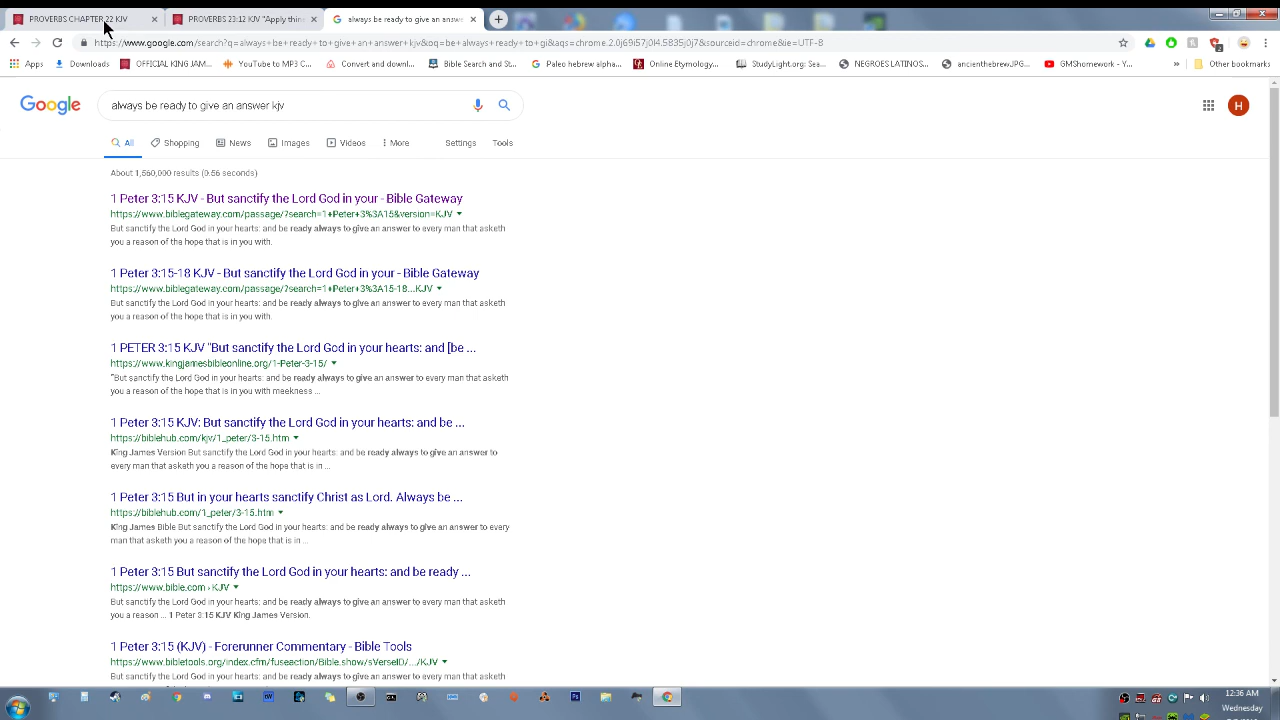 PROVERBS CHAPTER 22 KJV
PROVERBS 23:12 KJV "Apply thine
always be ready to give an answe
https://www.google.com/search?q=always+be+ready+to+give+an+answer+kjv&oq=be+always+ready+to+gi&aqs=chrome.2.0j69i57j0l4.5835j0j7&sourceid=chrome&ie=UTF-8
Apps
Downloads
OFFICIAL KING JAM...
YouTube to MP3 C...
Convert and downl...
Bible Search and St...
Paleo hebrew alpha...
Online Etymology...
StudyLight.org: Sea...
NEGROES LATINOS...
ancienthebrewJPG...
GMShomework - Y...
»
Other bookmarks
Google
always be ready to give an answer kjv
H
All
Shopping
News
Images
Videos
More
Settings
Tools
About 1,560,000 results (0:56 seconds)
1 Peter 3:15 KJV - But sanctify the Lord God in your - Bible Gateway
https://www.biblegateway.com/passage/?search=1+Peter+3%3A15&version=KJV
But sanctify the Lord God in your hearts: and be ready always to give an answer to every man that asketh
you a reason of the hope that is in you with.
1 Peter 3:15-18 KJV - But sanctify the Lord God in your - Bible Gateway
https://www.biblegateway.com/passage/?search=1+Peter+3%3A15-18...KJV
But sanctify the Lord God in your hearts: and be ready always to give an answer to every man that asketh
you a reason of the hope that is in you with.
1 PETER 3:15 KJV "But sanctify the Lord God in your hearts: and [be ...
https://www.kingjamesbibleonline.org/1-Peter-3-15/
"But sanctify the Lord God in your hearts: and be ready always to give an answer to every man that asketh
you a reason of the hope that is in you with meekness ...
1 Peter 3:15 KJV: But sanctify the Lord God in your hearts: and be ...
https://biblehub.com/kjv/1_peter/3-15.htm
King James Version But sanctify the Lord God in your hearts: and be ready always to give an answer to
every man that asketh you a reason of the hope that is in ...
1 Peter 3:15 But in your hearts sanctify Christ as Lord. Always be ...
https://biblehub.com/1_peter/3-15.htm
King James Bible But sanctify the Lord God in your hearts: and be ready always to give an answer to every
man that asketh you a reason of the hope that is in ...
1 Peter 3:15 But sanctify the Lord God in your hearts: and be ready ...
https://www.bible.com › KJV
But sanctify the Lord God in your hearts: and be ready always to give an answer to every man that asketh
you a reason ... 1 Peter 3:15 KJV King James Version.
1 Peter 3:15 (KJV) - Forerunner Commentary - Bible Tools
https://www.bibletools.org/index.cfm/fuseaction/Bible.show/sVerseID/.../KJV
But sanctify the Lord God in your hearts: and be ready always to give an answer to every man that asketh
12:36 AM
Wednesday